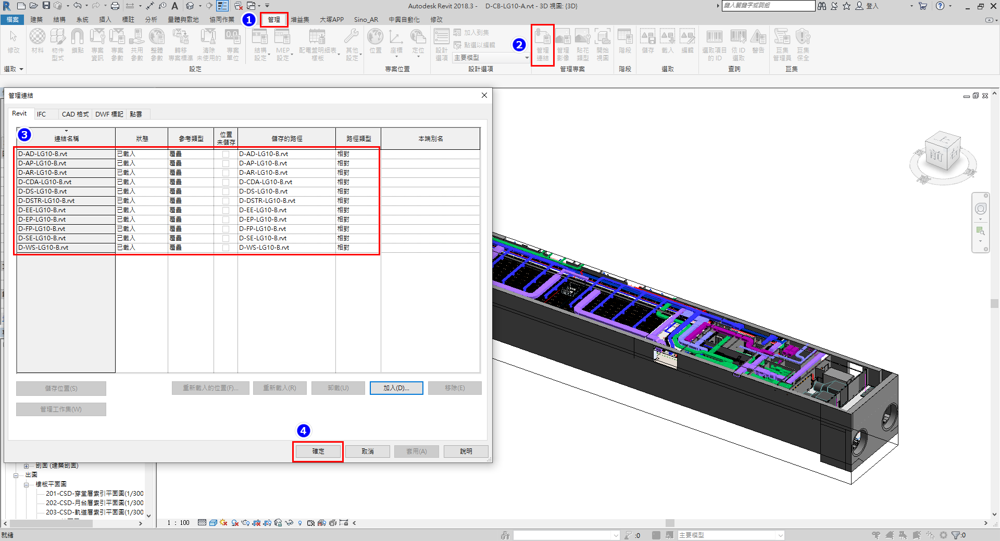 Autodesk Revit 2018.3 - D-CB-LG10-A.rvt - 3D 視圖: {3D}
鍵入關鍵字或詞組
登入
檔案 建築 結構 系統 插入 標註 分析 量體與敷地 協同作業 1 管理 增益集 大塚APP Sino_AR 中興自動化 修改
修改
材料
物件
型式
鎖點
專案
資訊
專案
參數
共用
參數
整體
參數
轉移
專案標準
清除
未使用的
專案
單位
結構
設定
MEP
設定
配電盤明細表
樣板
其他
設定
位置
座標
定位
設計
選項
加入到集
點選以編輯
主要模型
2
管理
連結
管理
影像
貼花
類型
開始
視圖
階段
儲存
載入
編輯
選取項目
的 ID
依 ID
選取
警告
巨集
管理員
巨集
保全
選取 設定 專案位置 設計選項 管理專案 階段 選取 查詢 巨集
管理連結
Revit IFC CAD 格式 DWF 標記 點雲
3
連結名稱 狀態 參考類型 位置未儲存 儲存的路徑 路徑類型 本端別名
D-AD-LG10-B.rvt 已載入 覆疊 D-AD-LG10-B.rvt 相對
D-AP-LG10-B.rvt 已載入 覆疊 D-AP-LG10-B.rvt 相對
D-AR-LG10-B.rvt 已載入 覆疊 D-AR-LG10-B.rvt 相對
D-CDA-LG10-B.rvt 已載入 覆疊 D-CDA-LG10-B.rvt 相對
D-DS-LG10-B.rvt 已載入 覆疊 D-DS-LG10-B.rvt 相對
D-DSTR-LG10-B.rvt 已載入 覆疊 D-DSTR-LG10-B.rvt 相對
D-EE-LG10-B.rvt 已載入 覆疊 D-EE-LG10-B.rvt 相對
D-EP-LG10-B.rvt 已載入 覆疊 D-EP-LG10-B.rvt 相對
D-FP-LG10-B.rvt 已載入 覆疊 D-FP-LG10-B.rvt 相對
D-SE-LG10-B.rvt 已載入 覆疊 D-SE-LG10-B.rvt 相對
D-WS-LG10-B.rvt 已載入 覆疊 D-WS-LG10-B.rvt 相對
儲存位置(S) 重新載入的位置(F)... 重新載入(R) 卸載(U) 加入(D)... 移除(E)
管理工作集(W)
4
確定 取消 套用(A) 說明
上
前
右
剖面 (建築剖面)
出圖
樓板平面圖
201-CSD-穿堂層索引平面圖(1/300
202-CSD-月台層索引平面圖(1/300
203-CSD-軌道層索引平面圖(1/300
1 : 100
就緒
:0
主要模型
:0